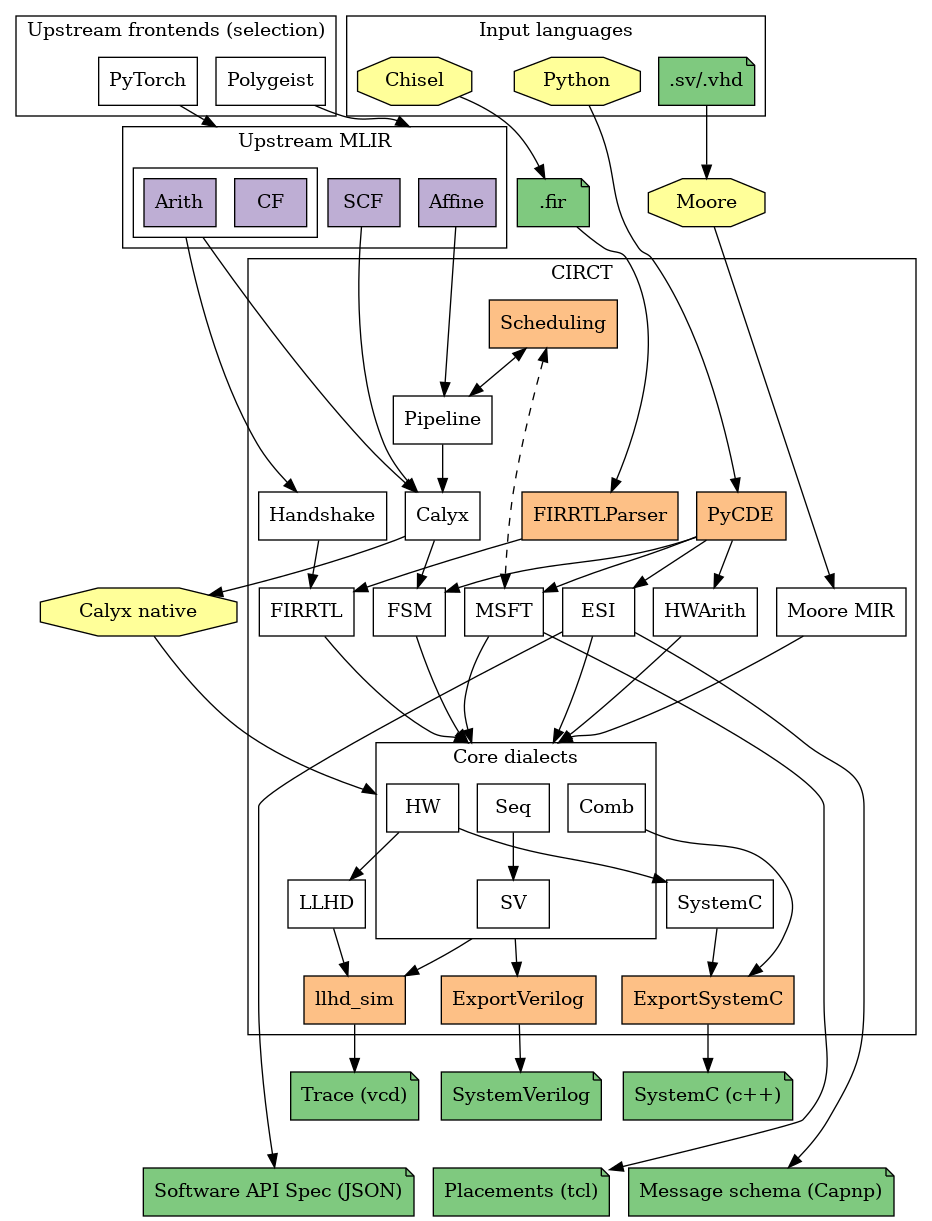 Upstream frontends (selection)
Input languages
PyTorch
Polygeist
Chisel
Python
.sv/.vhd
Upstream MLIR
Arith
CF
SCF
Affine
.fir
Moore
CIRCT
Scheduling
Pipeline
Handshake
Calyx
FIRRTLParser
PyCDE
Calyx native
FIRRTL
FSM
MSFT
ESI
HWArith
Moore MIR
Core dialects
HW
Seq
Comb
LLHD
SV
SystemC
llhd_sim
ExportVerilog
ExportSystemC
Trace (vcd)
SystemVerilog
SystemC (c++)
Software API Spec (JSON)
Placements (tcl)
Message schema (Capnp)